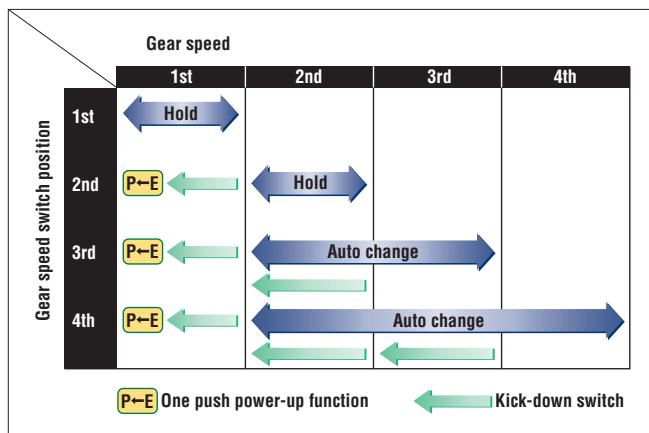 Gear speed
1st 2nd 3rd 4th
Gear speed switch position
1st Hold
2nd P←E Hold
3rd P←E Auto change
4th P←E Auto change
P←E One push power-up function Kick-down switch